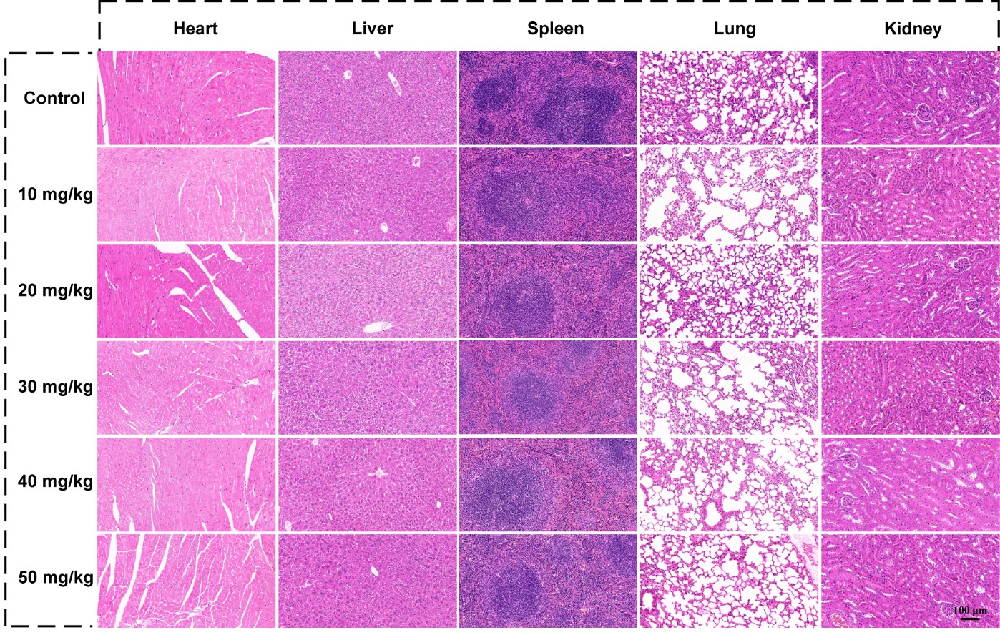 Heart Liver Spleen Lung Kidney
Control
10 mg/kg
20 mg/kg
30 mg/kg
40 mg/kg
50 mg/kg
100 μm